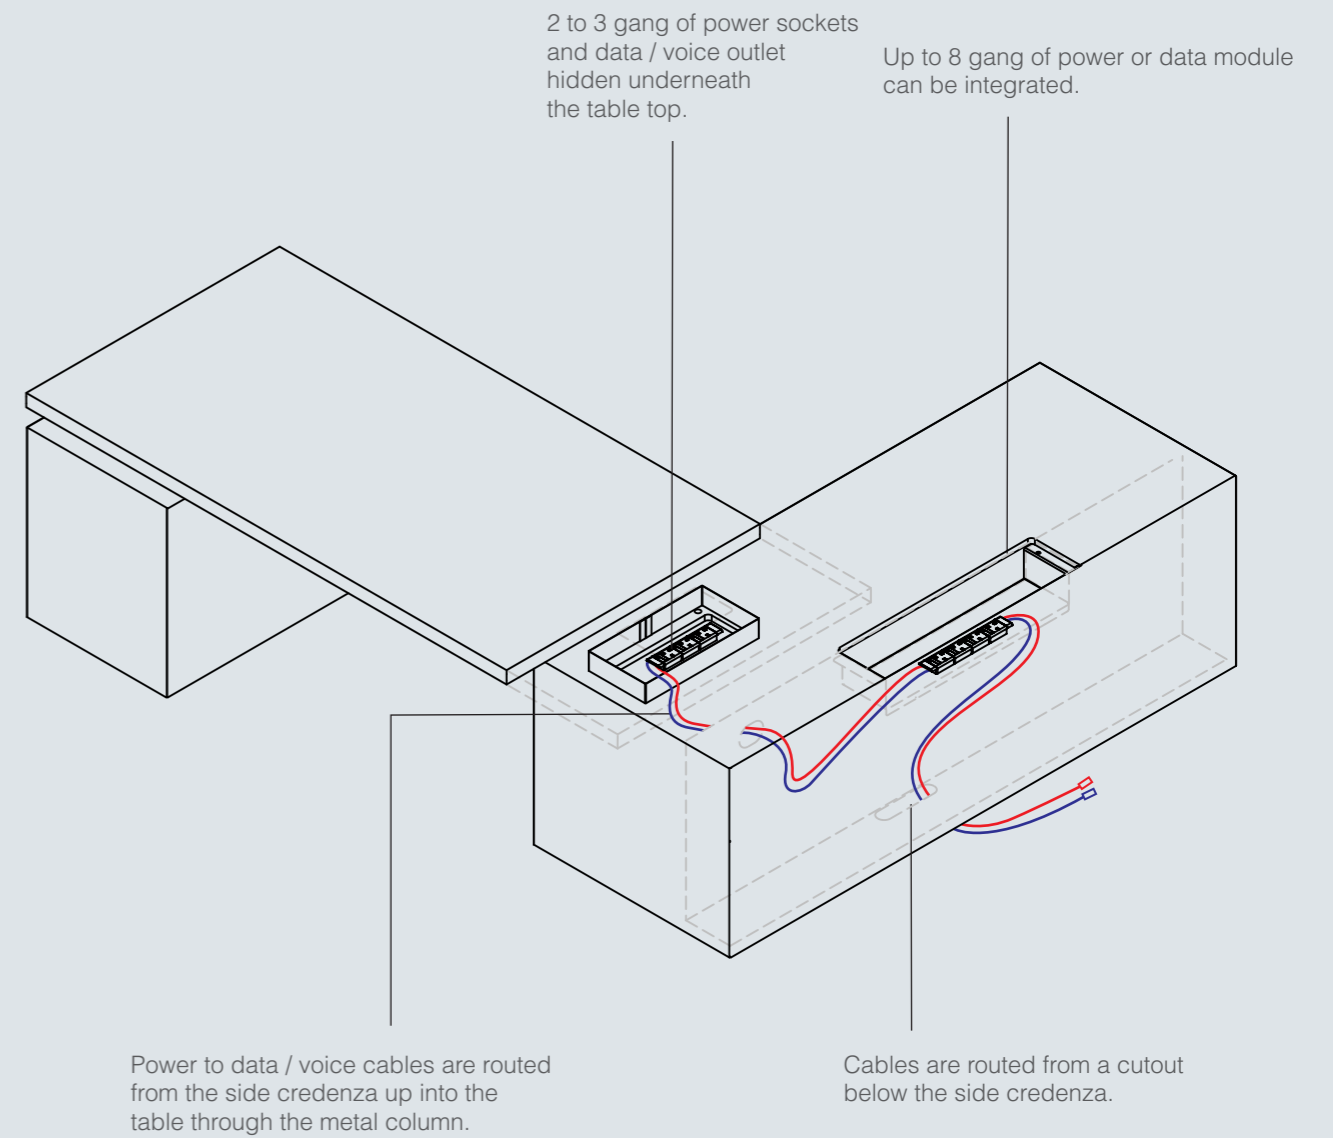 2 to 3 gang of power sockets
and data / voice outlet
hidden underneath
the table top.
Up to 8 gang of power or data module
can be integrated.
Power to data / voice cables are routed
from the side credenza up into the
table through the metal column.
Cables are routed from a cutout
below the side credenza.